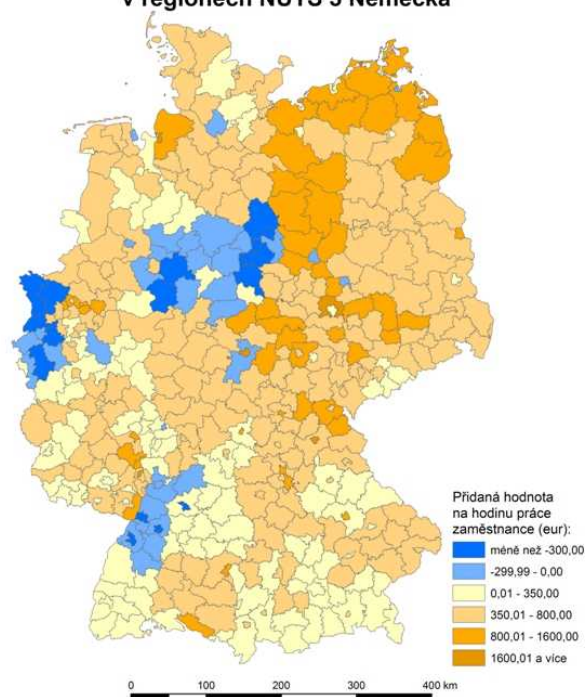 v regionech NUTS 3 Německa
Přidaná hodnota
na hodinu práce
zaměstnance (eur):
méně než -300,00
-299,99 - 0,00
0,01 - 350,00
350,01 - 800,00
800,01 - 1600,00
1600,01 a více
0 100 200 400 km